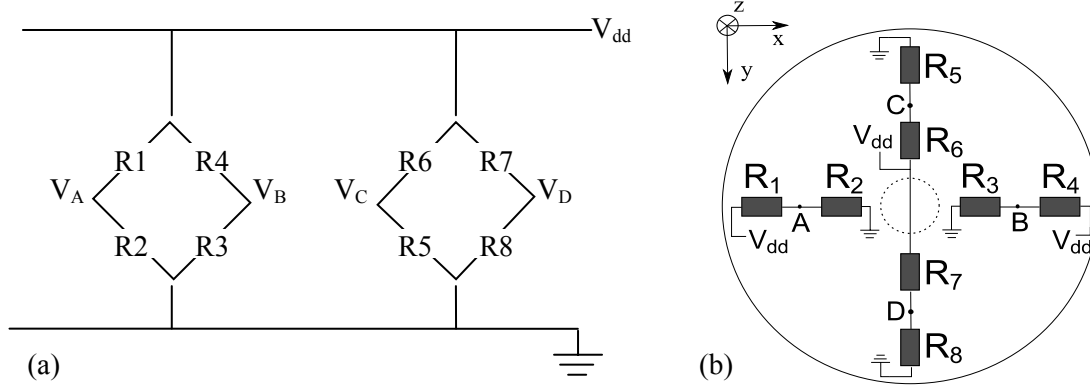 V_dd
R1 R4
V_A V_B
R2 R3
R6 R7
V_C V_D
R5 R8
(a)
z
x
y
R_5
C
V_dd
R_6
R_1 R_2 R_3 R_4
A B
V_dd V_dd
R_7
D
R_8
(b)